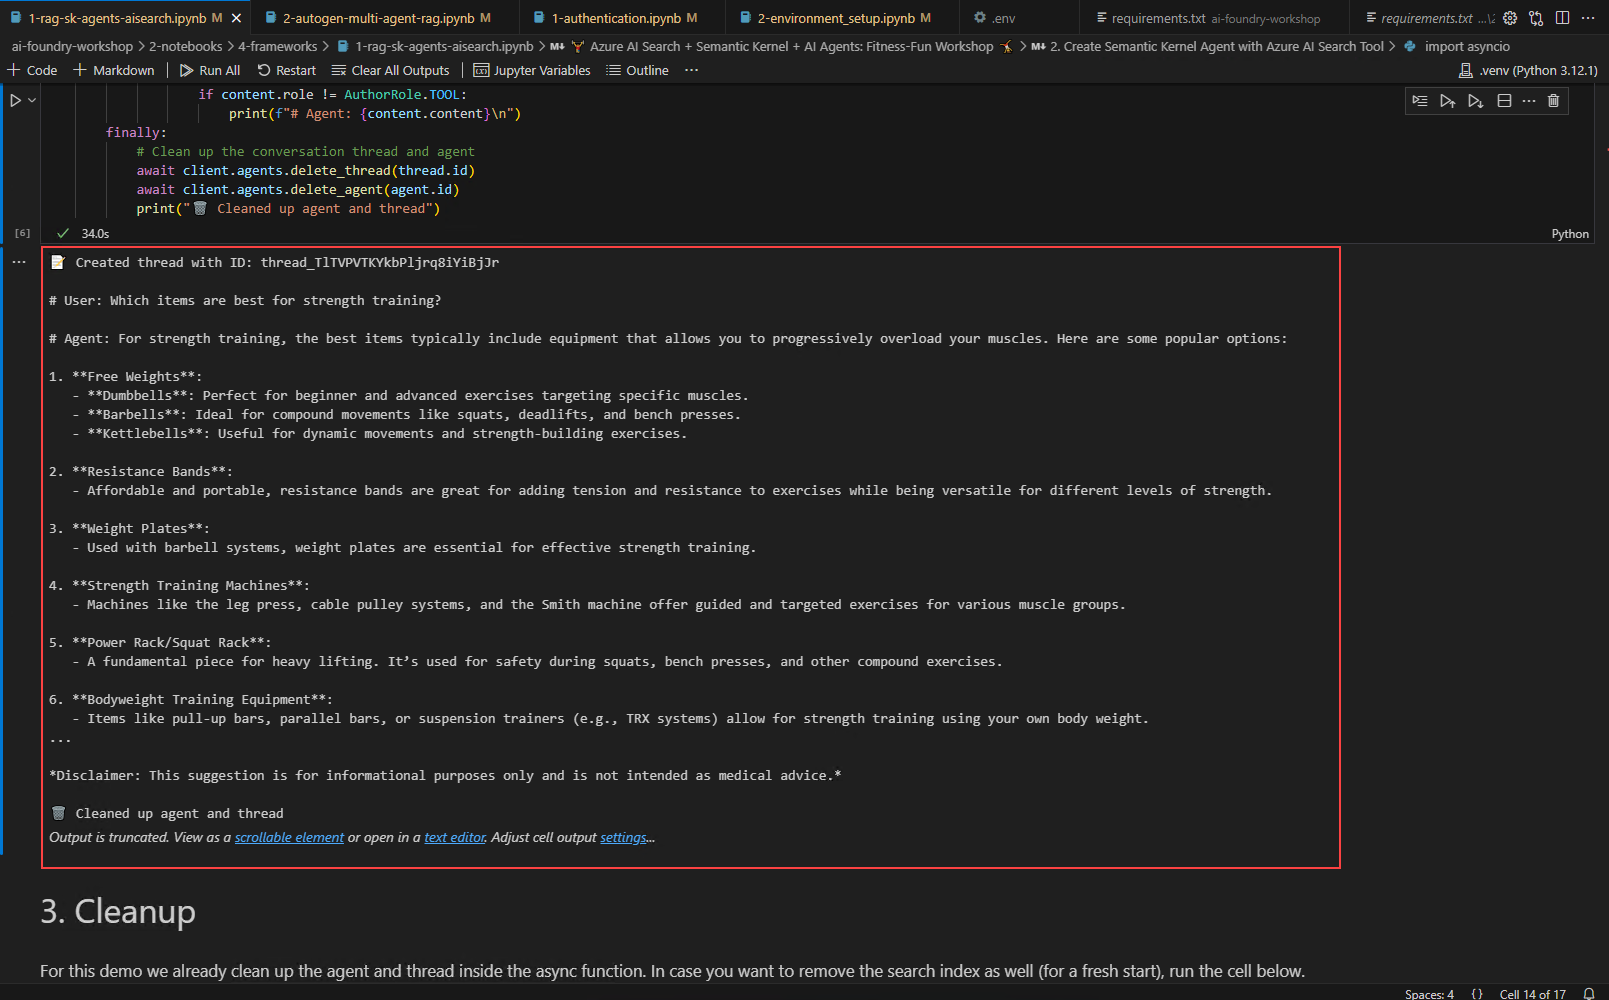 1-rag-sk-agents-aisearch.ipynb M
2-autogen-multi-agent-rag.ipynb M
1-authentication.ipynb M
2-environment_setup.ipynb M
.env
requirements.txt ai-foundry-workshop
requirements.txt ...\2
ai-foundry-workshop > 2-notebooks > 4-frameworks > 1-rag-sk-agents-aisearch.ipynb > M↓ Azure AI Search + Semantic Kernel + AI Agents: Fitness-Fun Workshop > M↓ 2. Create Semantic Kernel Agent with Azure AI Search Tool > import asyncio
+ Code + Markdown Run All Restart Clear All Outputs Jupyter Variables Outline ...
.venv (Python 3.12.1)
if content.role != AuthorRole.TOOL:
print(f"# Agent: {content.content}\n")
finally:
# Clean up the conversation thread and agent
await client.agents.delete_thread(thread.id)
await client.agents.delete_agent(agent.id)
print("🗑️ Cleaned up agent and thread")
[6] 34.0s
Python
📝 Created thread with ID: thread_TlTVPVTKYkbPljrq8iYiBjJr
# User: Which items are best for strength training?
# Agent: For strength training, the best items typically include equipment that allows you to progressively overload your muscles. Here are some popular options:
1. **Free Weights**:
- **Dumbbells**: Perfect for beginner and advanced exercises targeting specific muscles.
- **Barbells**: Ideal for compound movements like squats, deadlifts, and bench presses.
- **Kettlebells**: Useful for dynamic movements and strength-building exercises.
2. **Resistance Bands**:
- Affordable and portable, resistance bands are great for adding tension and resistance to exercises while being versatile for different levels of strength.
3. **Weight Plates**:
- Used with barbell systems, weight plates are essential for effective strength training.
4. **Strength Training Machines**:
- Machines like the leg press, cable pulley systems, and the Smith machine offer guided and targeted exercises for various muscle groups.
5. **Power Rack/Squat Rack**:
- A fundamental piece for heavy lifting. It’s used for safety during squats, bench presses, and other compound exercises.
6. **Bodyweight Training Equipment**:
- Items like pull-up bars, parallel bars, or suspension trainers (e.g., TRX systems) allow for strength training using your own body weight.
...
*Disclaimer: This suggestion is for informational purposes only and is not intended as medical advice.*
🗑️ Cleaned up agent and thread
Output is truncated. View as a scrollable element or open in a text editor. Adjust cell output settings...
3. Cleanup
For this demo we already clean up the agent and thread inside the async function. In case you want to remove the search index as well (for a fresh start), run the cell below.
Spaces: 4 {} Cell 14 of 17